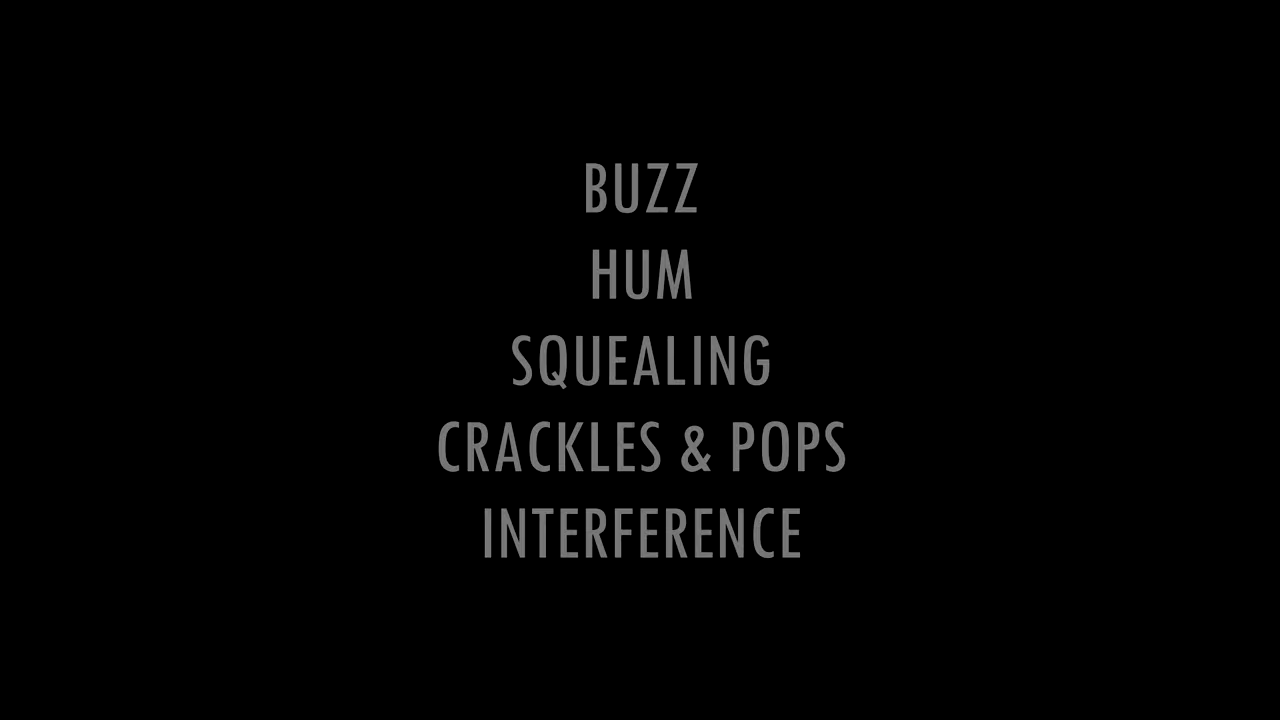 BUZZ
HUM
SQUEALING
CRACKLES & POPS
INTERFERENCE